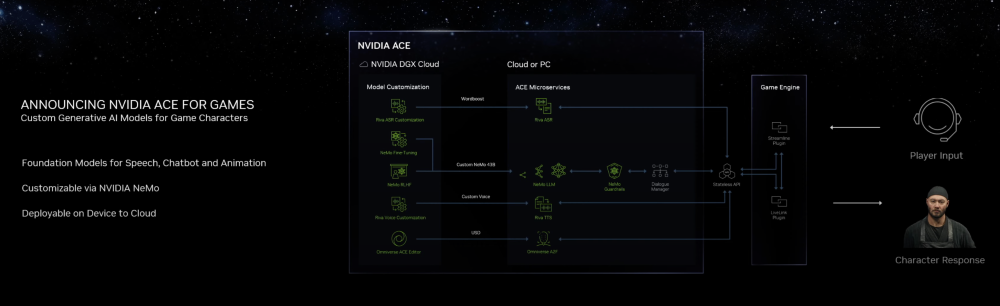 ANNOUNCING NVIDIA ACE FOR GAMES
Custom Generative AI Models for Game Characters
Foundation Models for Speech, Chatbot and Animation
Customizable via NVIDIA NeMo
Deployable on Device to Cloud
NVIDIA ACE
NVIDIA DGX Cloud
Cloud or PC
Model Customization
ACE Microservices
Game Engine
Wordboost
Riva ASR Customization
Riva ASR
NeMo Fine-Tuning
Custom NeMo 43B
NeMo RLHF
NeMo LLM
NeMo
Guardrails
Dialogue
Manager
Stateless API
Streamline
Plugin
Custom Voice
Riva Voice Customization
Riva TTS
LiveLink
Plugin
USD
Omniverse ACE Editor
Omniverse A2F
Player Input
Character Response